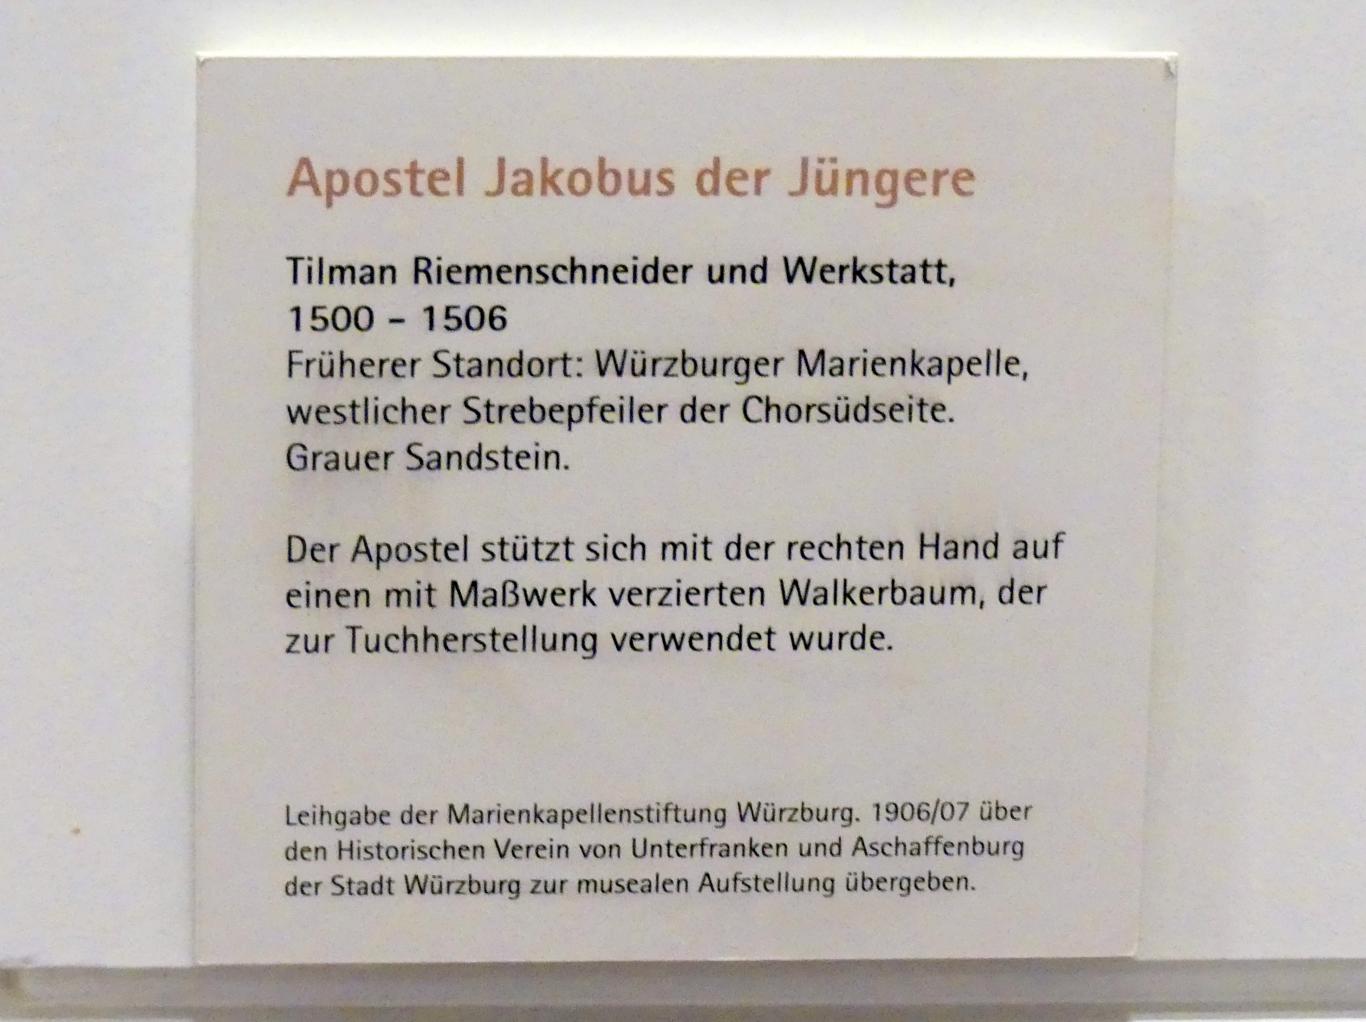 Apostel Jakobus der Jüngere
Tilman Riemenschneider und Werkstatt,
1500 – 1506
Früherer Standort: Würzburger Marienkapelle,
westlicher Strebepfeiler der Chorsüdseite.
Grauer Sandstein.
Der Apostel stützt sich mit der rechten Hand auf
einen mit Maßwerk verzierten Walkerbaum, der
zur Tuchherstellung verwendet wurde.
Leihgabe der Marienkapellenstiftung Würzburg. 1906/07 über
den Historischen Verein von Unterfranken und Aschaffenburg
der Stadt Würzburg zur musealen Aufstellung übergeben.